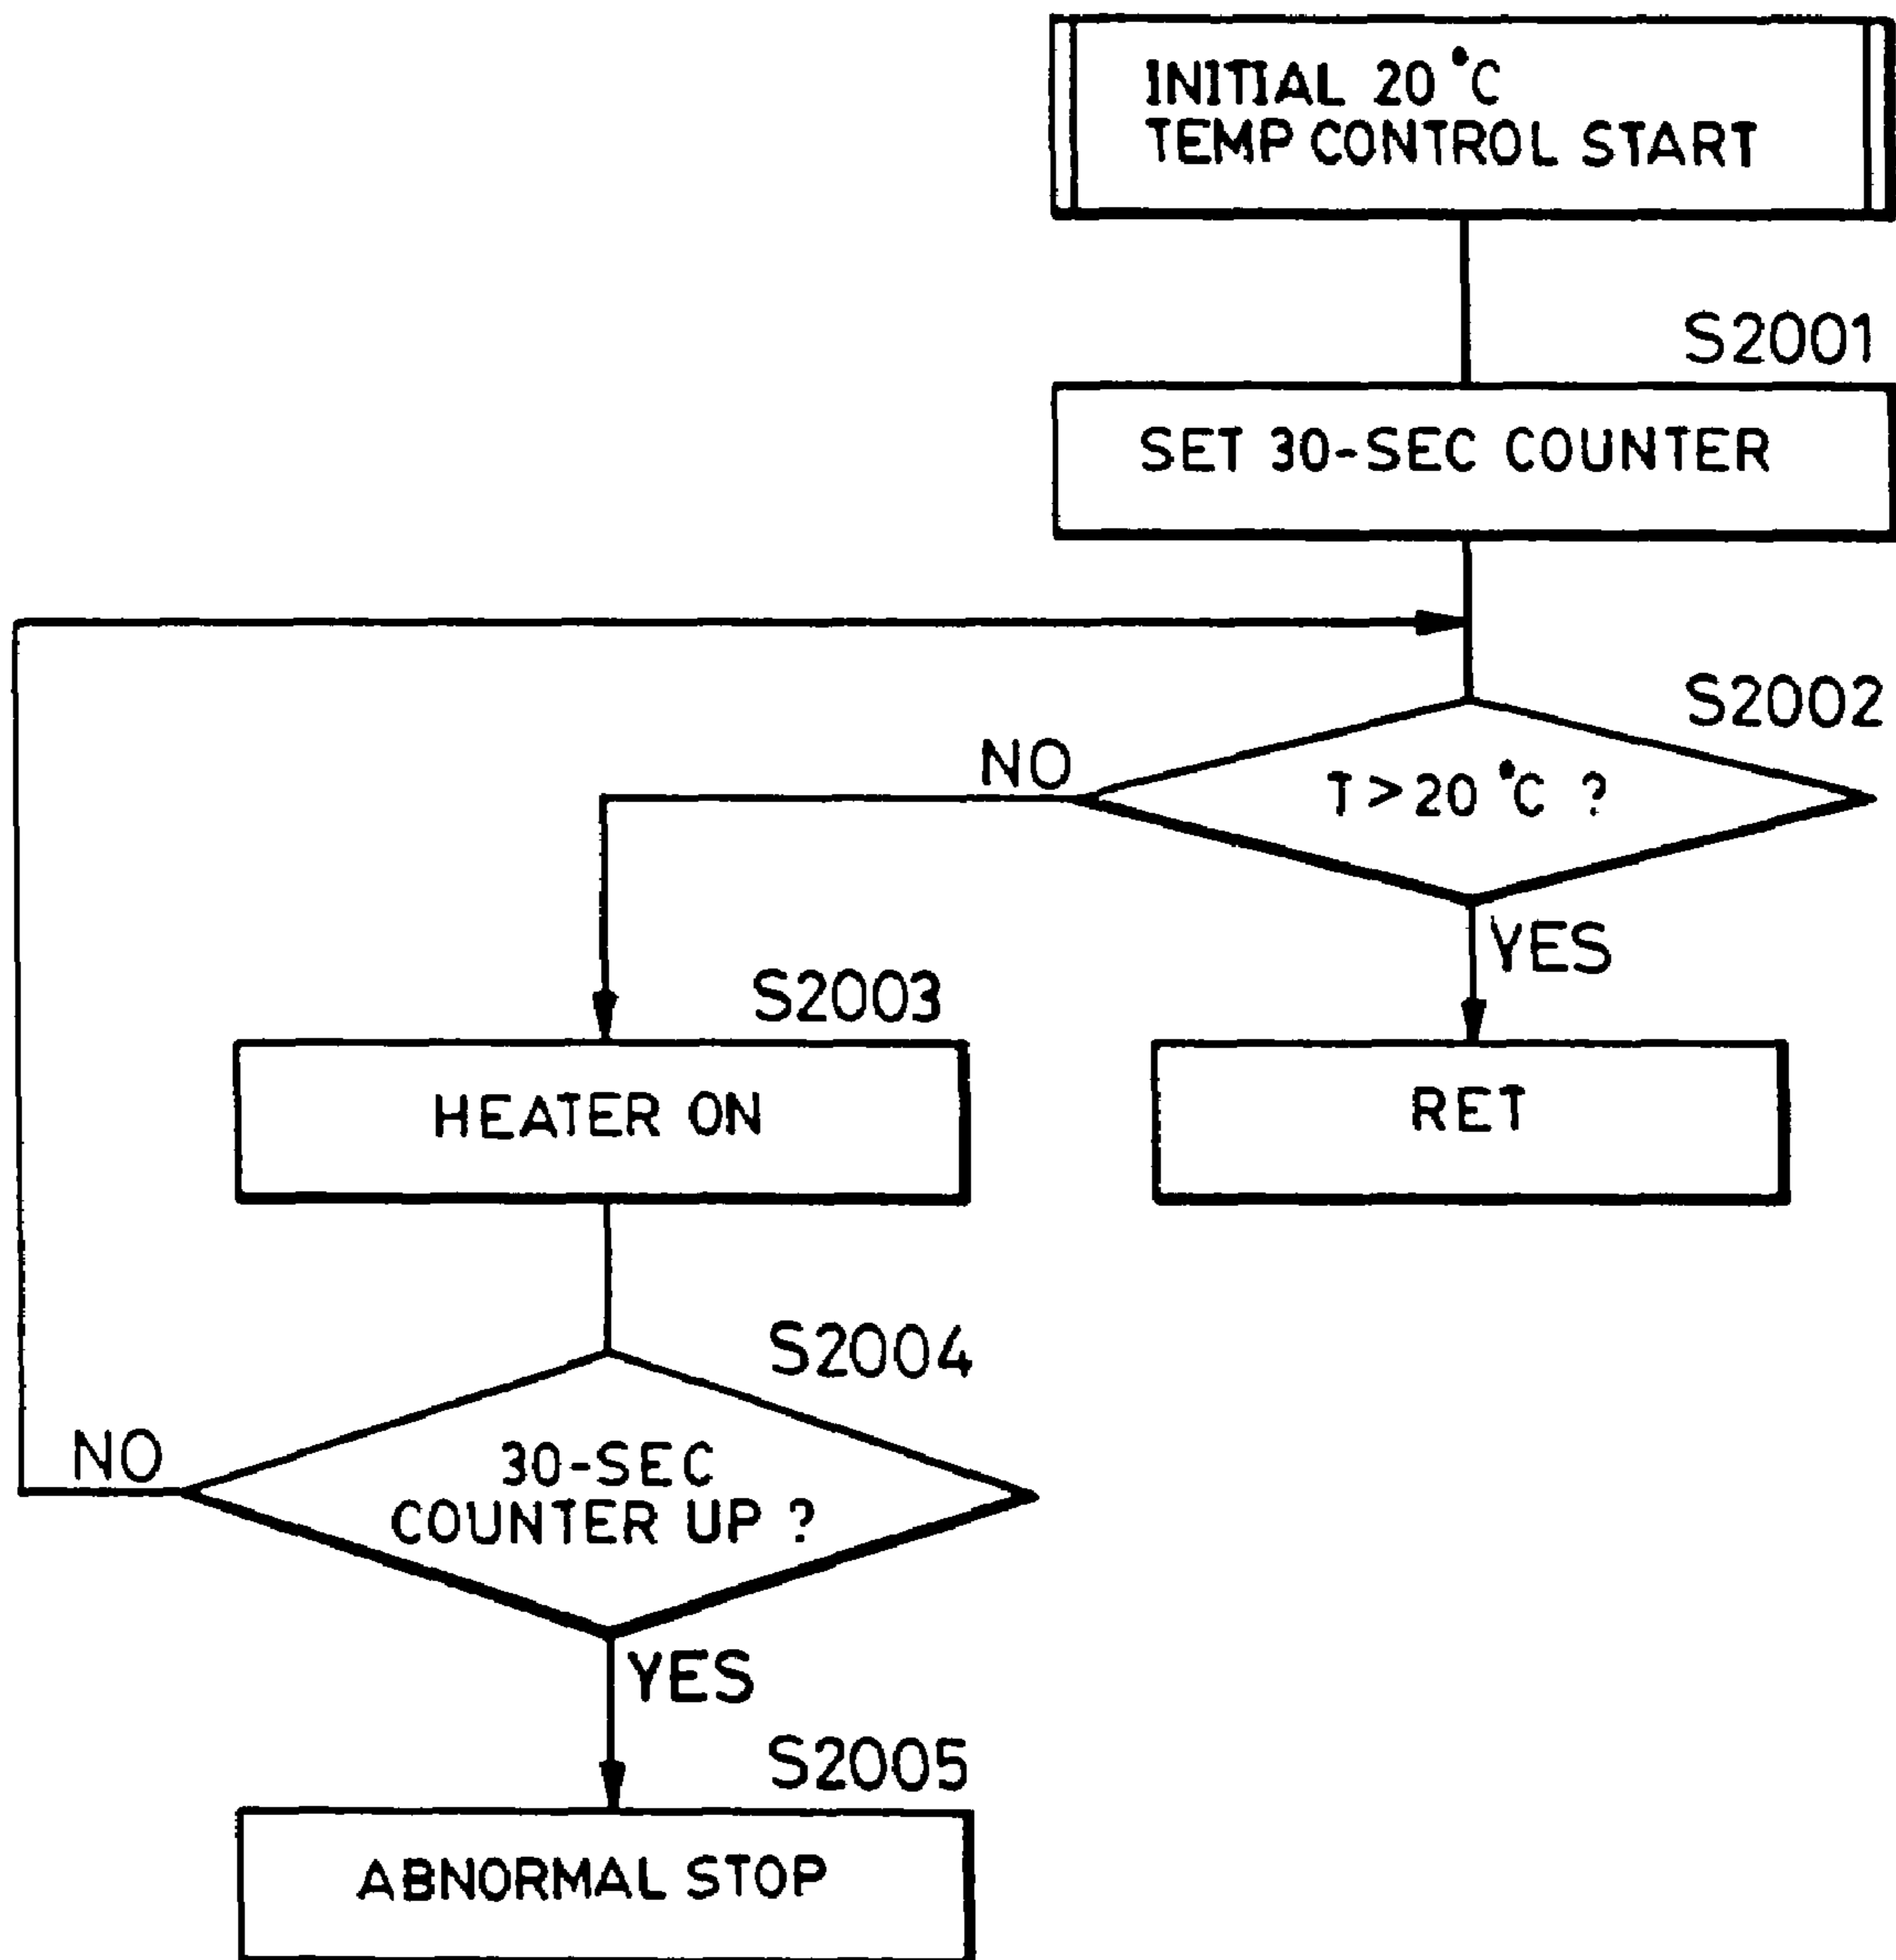 INITIAL 20°C
TEMP CONTROL START
S2001
SET 30-SEC COUNTER
S2002
NO
T>20°C ?
YES
S2003
HEATER ON
RET
S2004
NO
30-SEC
COUNTER UP ?
YES
S2005
ABNORMAL STOP